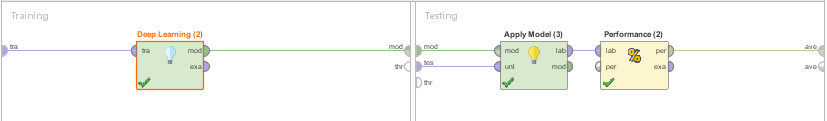 Training
Testing
Deep Learning (2)
Apply Model (3)
Performance (2)
tra
tra
mod
mod
mod
mod
lab
lab
per
ave
exa
thr
tes
unl
mod
per
exa
ave
thr